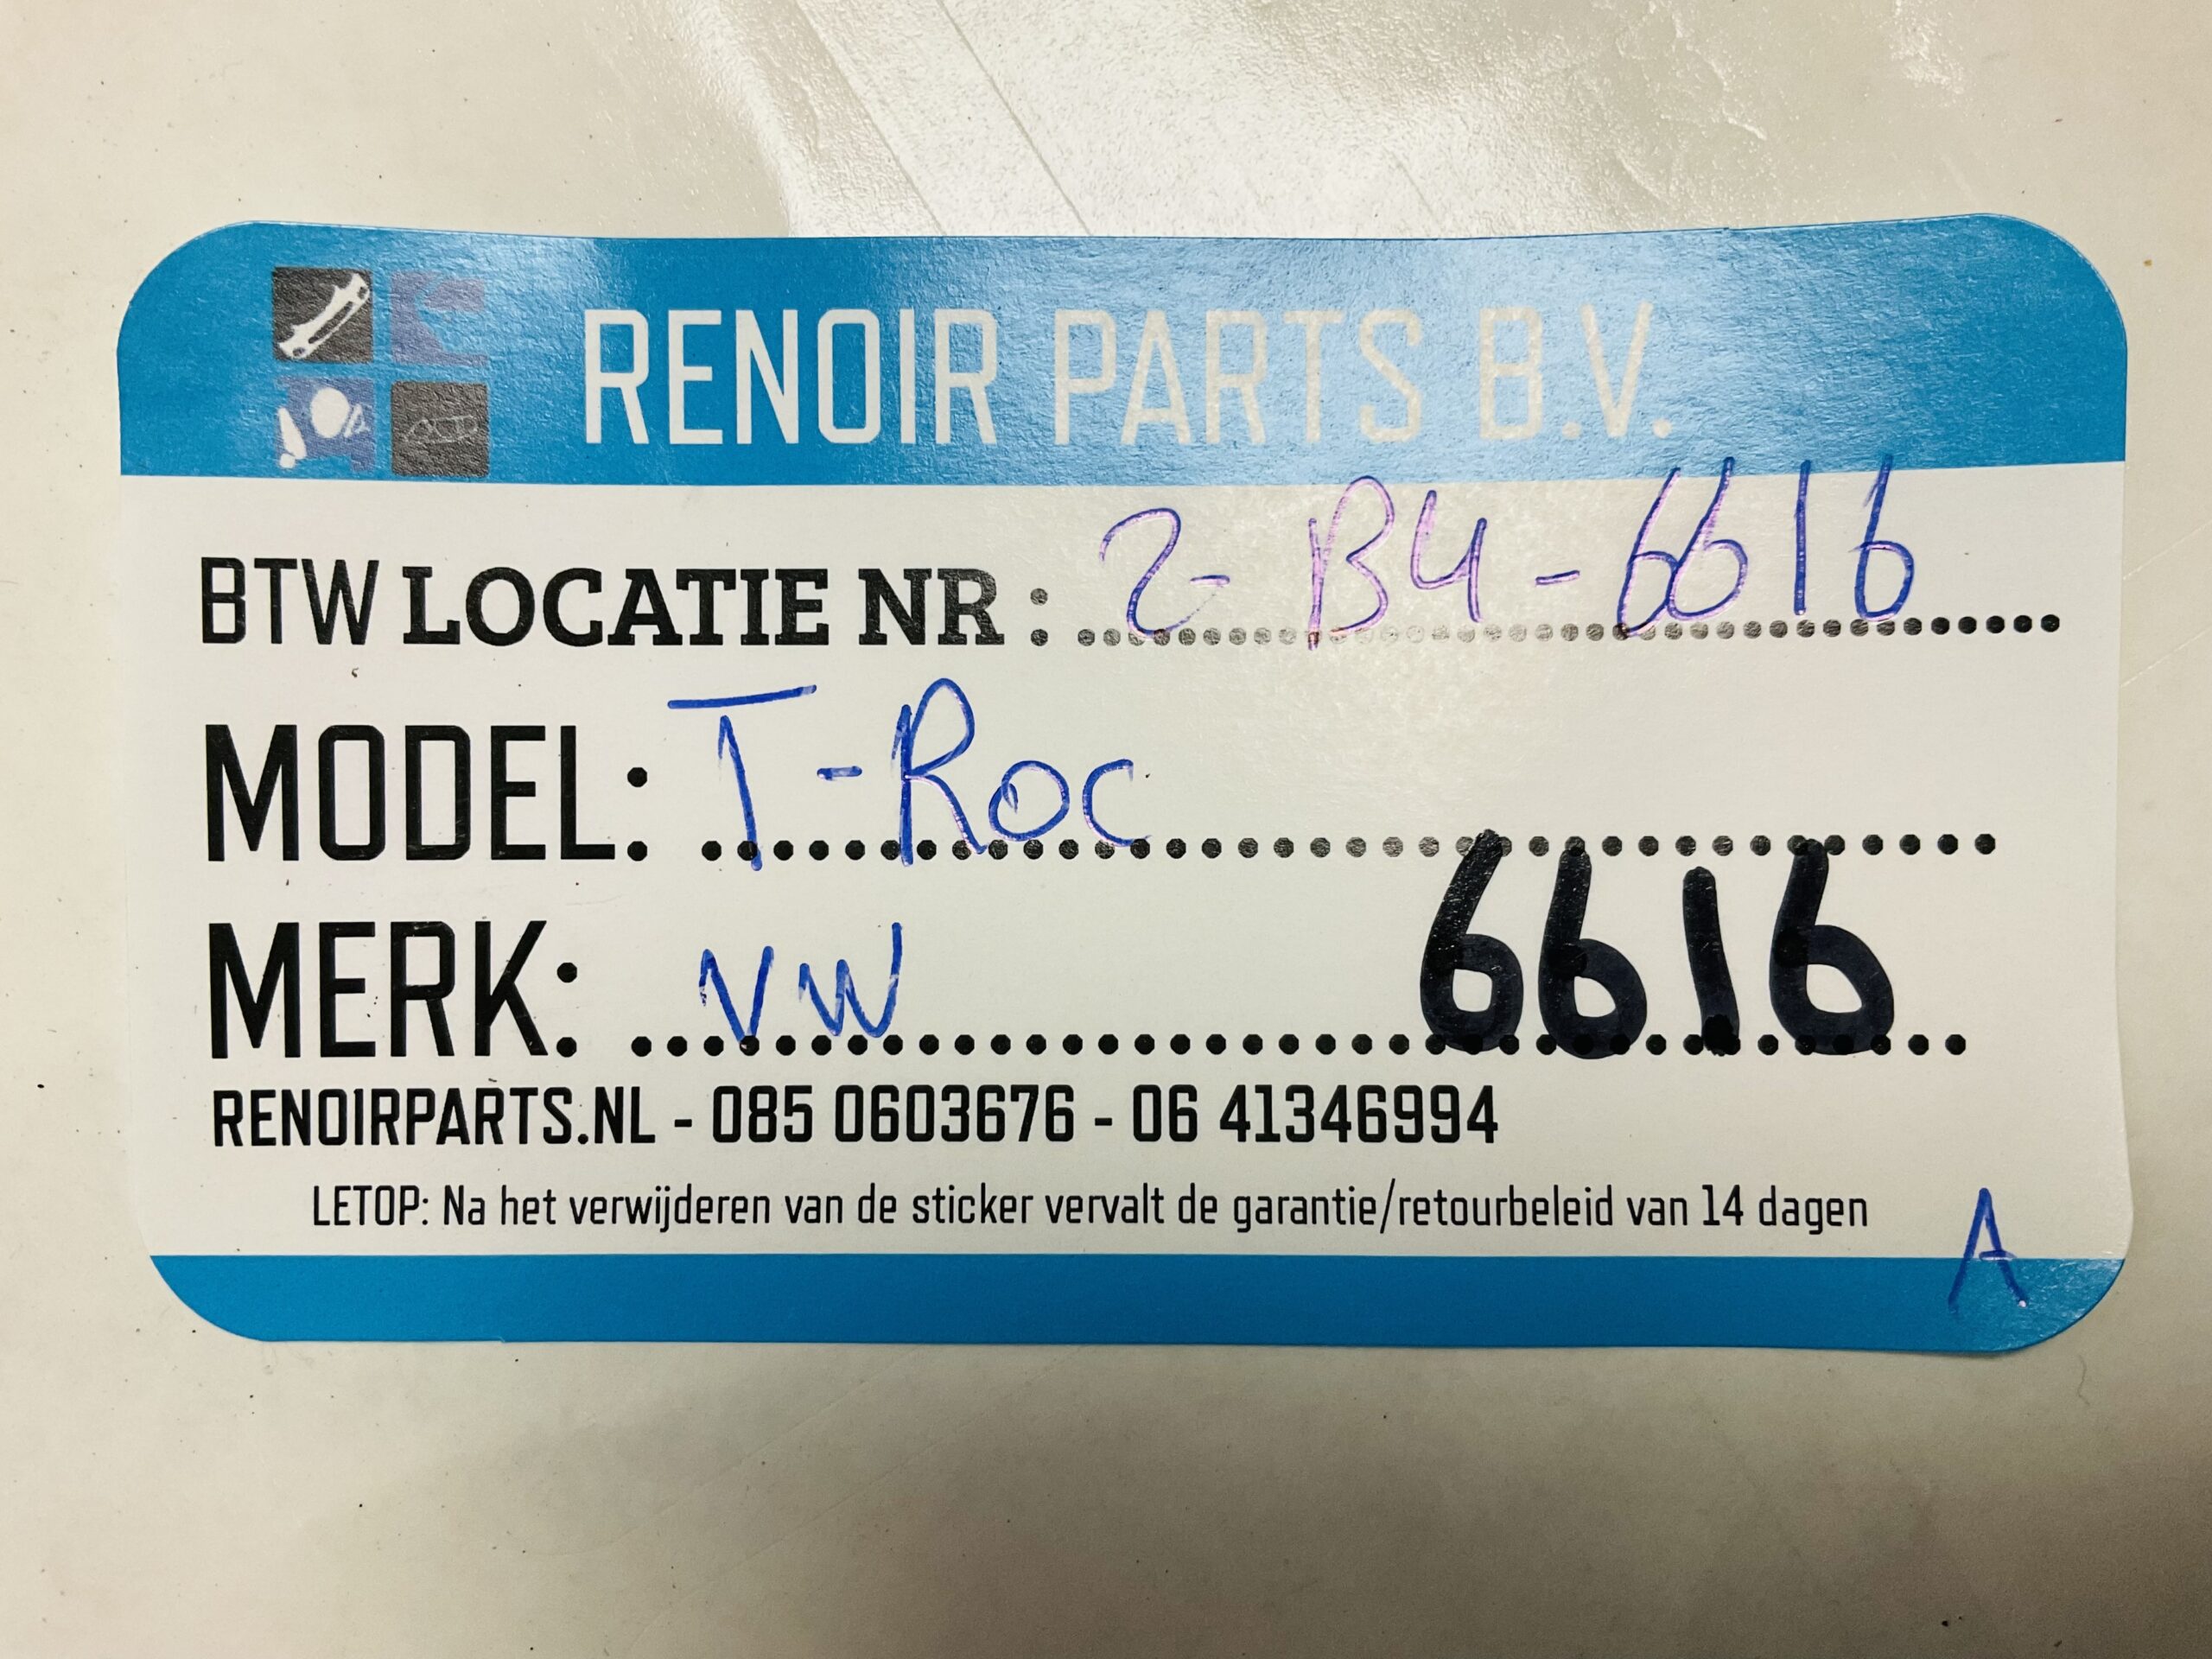 RENOIR PARTS B.V.
BTW LOCATIE NR : 2- B4-6616
MODEL: T-Roc
MERK: VW 6616
RENOIRPARTS.NL - 085 0603676 - 06 41346994
LETOP: Na het verwijderen van de sticker vervalt de garantie/retourbeleid van 14 dagen
A